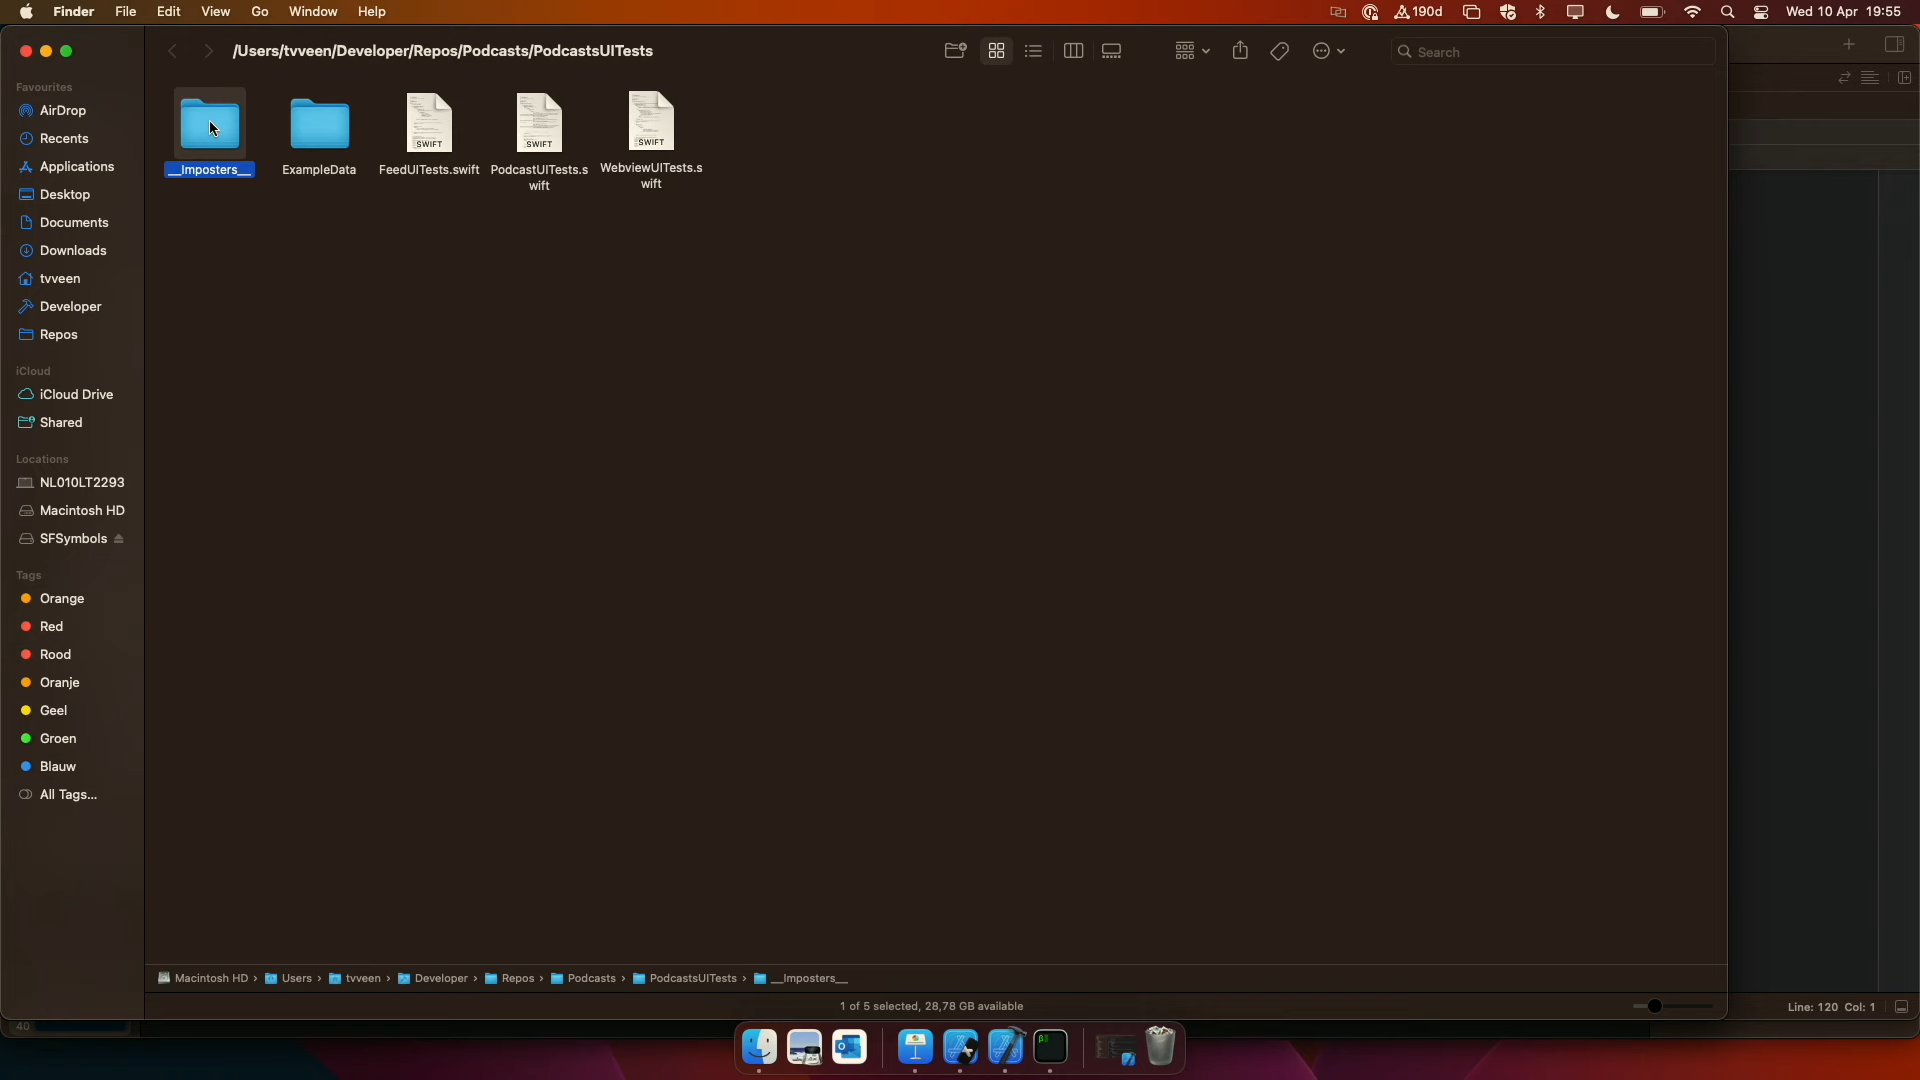 Finder File Edit View Go Window Help 190d Wed 10 Apr 19:55
/Users/tvveen/Developer/Repos/Podcasts/PodcastsUITests
Search
Favourites
AirDrop
Recents
Applications
Desktop
Documents
Downloads
tvveen
Developer
Repos
iCloud
iCloud Drive
Shared
Locations
NL010LT2293
Macintosh HD
SFSymbols
Tags
Orange
Red
Rood
Oranje
Geel
Groen
Blauw
All Tags...
SWIFT SWIFT SWIFT
__Imposters__ ExampleData FeedUITests.swift PodcastUITests.s WebviewUITests.s
wift wift
Macintosh HD › Users › tvveen › Developer › Repos › Podcasts › PodcastsUITests › __Imposters__
1 of 5 selected, 28,78 GB available
Line: 120 Col: 1
40